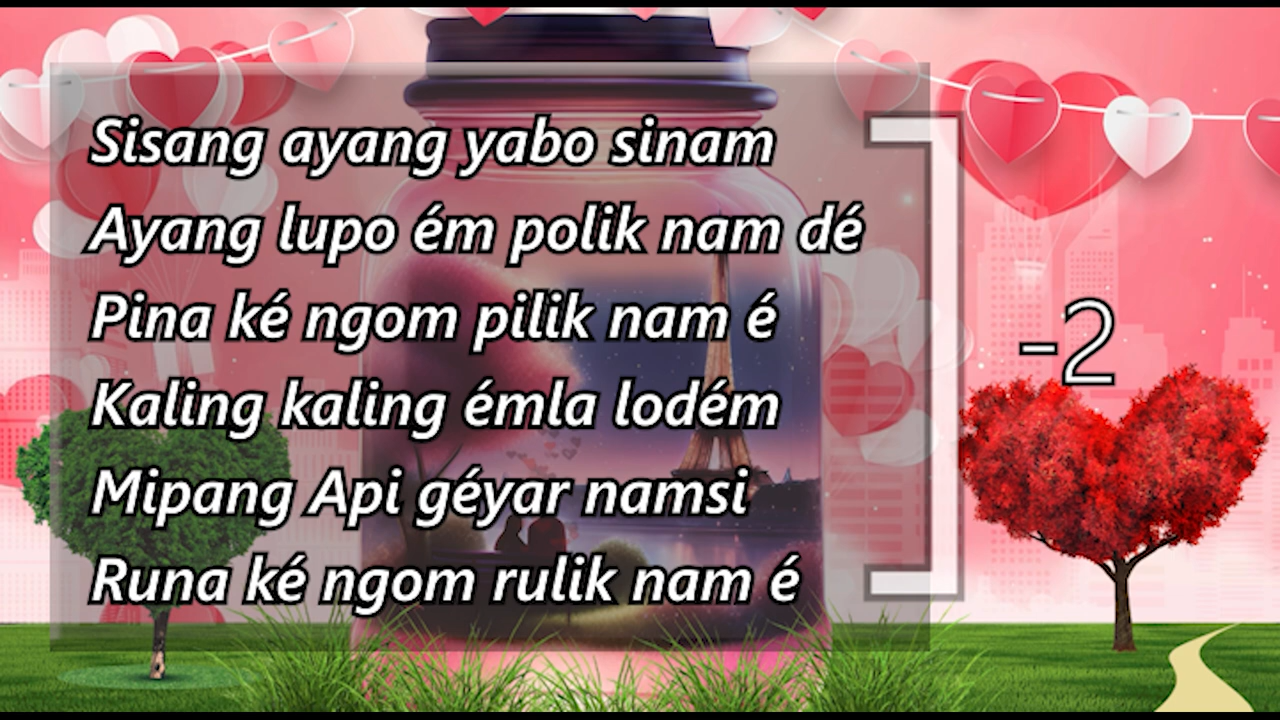 Sisang ayang yabo sinam
Ayang lupo ém polik nam dé
Pina ké ngom pilik nam é
Kaling kaling émla lodém
Mipang Api géyar namsi
Runa ké ngom rulik nam é
-2